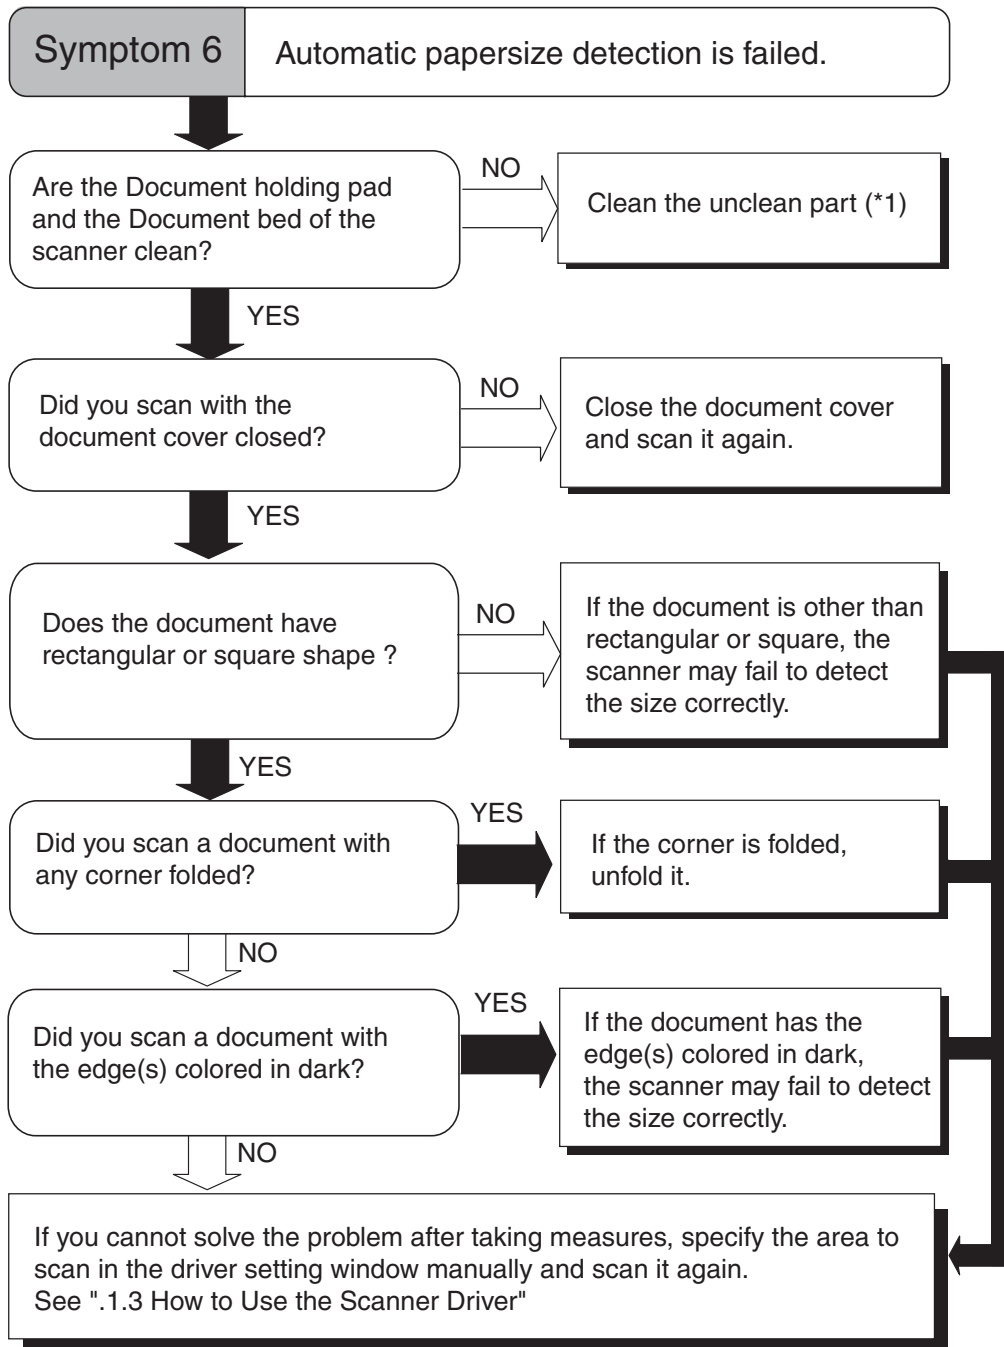 Symptom 6
Automatic papersize detection is failed.
Are the Document holding pad
and the Document bed of the
scanner clean?
NO
Clean the unclean part (*1)
YES
Did you scan with the
document cover closed?
NO
Close the document cover
and scan it again.
YES
Does the document have
rectangular or square shape ?
NO
If the document is other than
rectangular or square, the
scanner may fail to detect
the size correctly.
YES
Did you scan a document with
any corner folded?
YES
If the corner is folded,
unfold it.
NO
Did you scan a document with
the edge(s) colored in dark?
YES
If the document has the
edge(s) colored in dark,
the scanner may fail to detect
the size correctly.
NO
If you cannot solve the problem after taking measures, specify the area to
scan in the driver setting window manually and scan it again.
See ".1.3 How to Use the Scanner Driver"